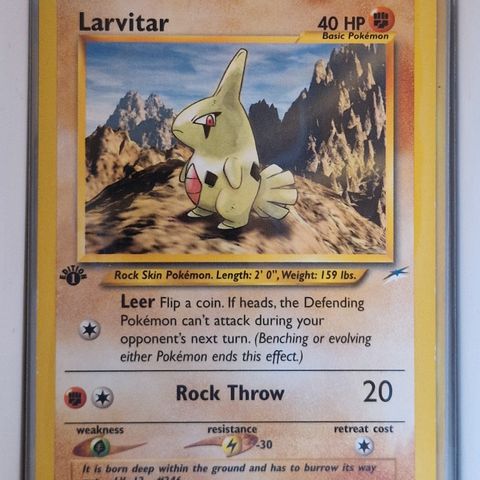 Larvitar 40 HP
Basic Pokémon
EDITION 1
Rock Skin Pokémon. Length: 2' 0", Weight: 159 lbs.
Leer Flip a coin. If heads, the Defending
Pokémon can't attack during your
opponent's next turn. (Benching or evolving
either Pokémon ends this effect.)
Rock Throw 20
weakness resistance retreat cost
-30
It is born deep within the ground and has to burrow its way